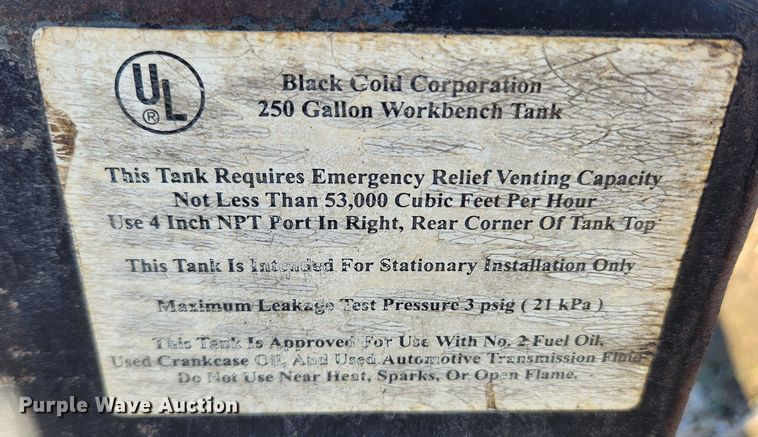 UL
®
Black Gold Corporation
250 Gallon Workbench Tank
This Tank Requires Emergency Relief Venting Capacity
Not Less Than 53,000 Cubic Feet Per Hour
Use 4 Inch NPT Port In Right, Rear Corner Of Tank Top
This Tank Is Intended For Stationary Installation Only
Maximum Leakage Test Pressure 3 psig ( 21 kPa )
This Tank Is Approved For Use With No. 2 Fuel Oil,
Used Crankcase Oil, And Used Automotive Transmission Fluid
Do Not Use Near Heat, Sparks, Or Open Flame.
Purple Wave Auction